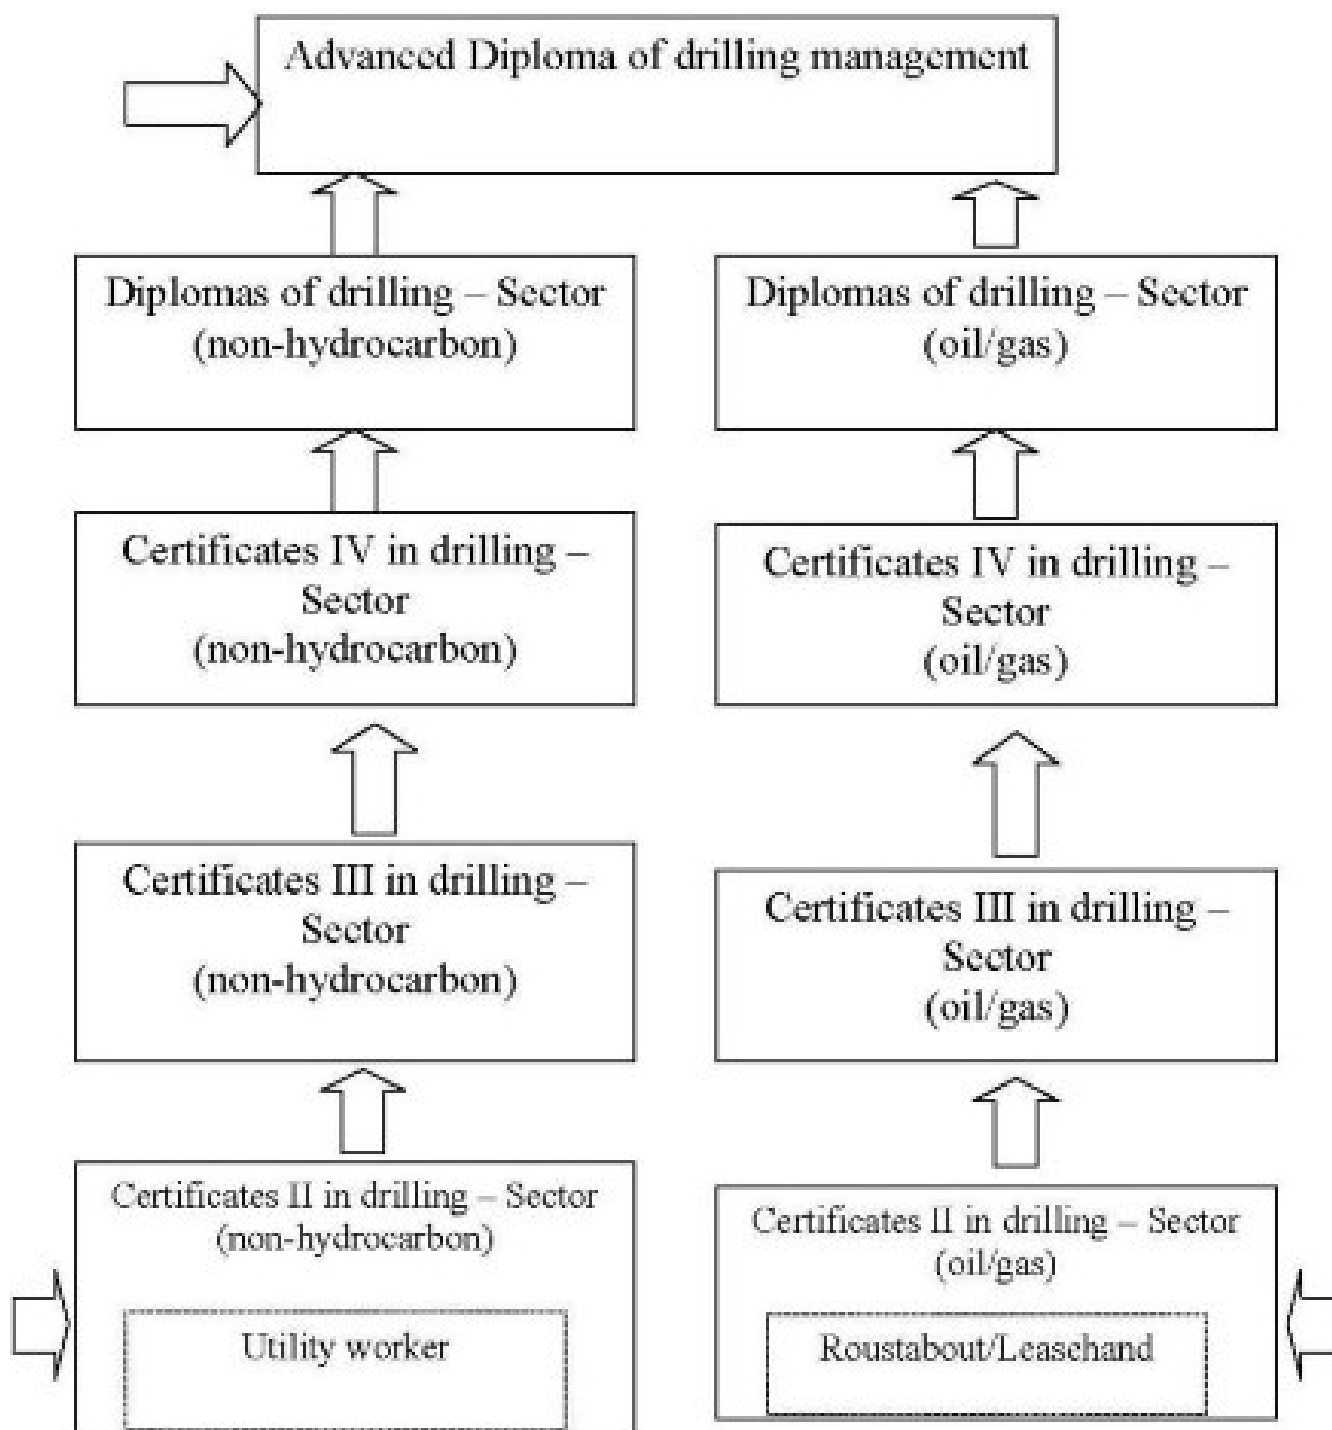 Advanced Diploma of drilling management
Diplomas of drilling – Sector
(non-hydrocarbon)
Diplomas of drilling – Sector
(oil/gas)
Certificates IV in drilling –
Sector
(non-hydrocarbon)
Certificates IV in drilling –
Sector
(oil/gas)
Certificates III in drilling –
Sector
(non-hydrocarbon)
Certificates III in drilling –
Sector
(oil/gas)
Certificates II in drilling – Sector
(non-hydrocarbon)
Utility worker
Certificates II in drilling – Sector
(oil/gas)
Roustabout/Leasehand